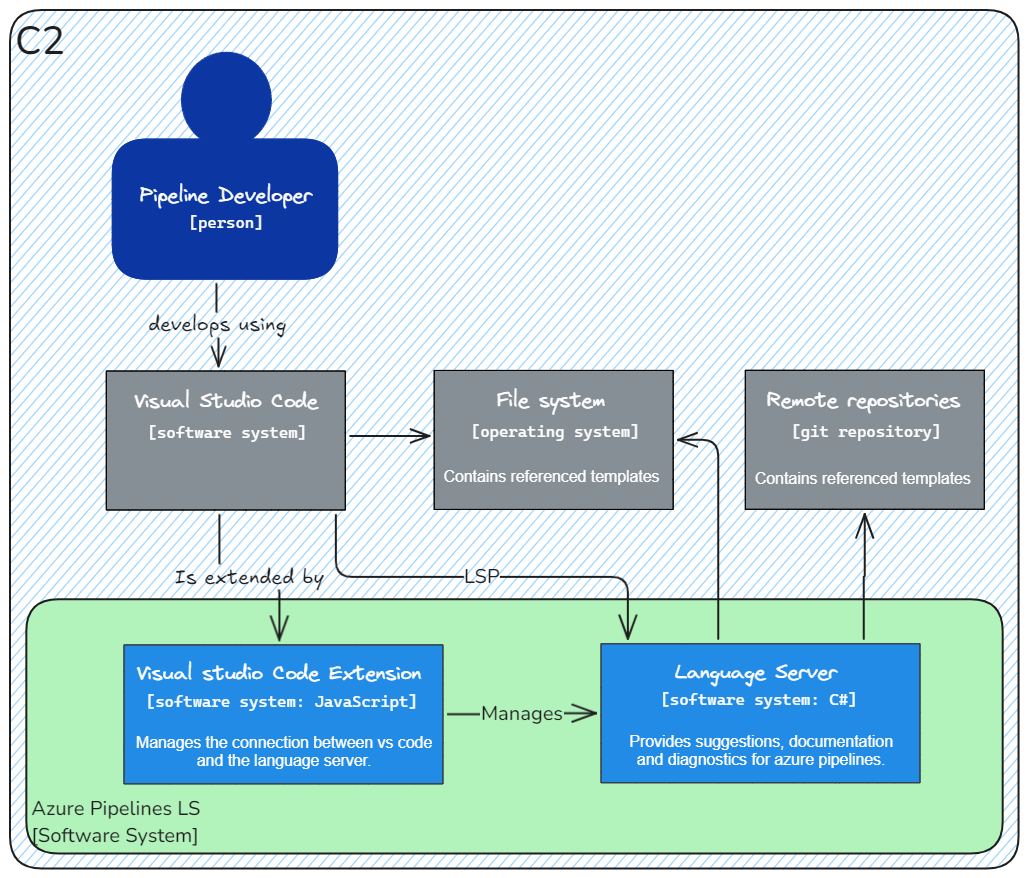 C2
Pipeline Developer
[person]
develops using
Visual Studio Code
[software system]
File system
[operating system]
Contains referenced templates
Remote repositories
[git repository]
Contains referenced templates
Is extended by
LSP
Visual studio Code Extension
[software system: JavaScript]
Manages the connection between vs code
and the language server.
Manages
Language Server
[software system: C#]
Provides suggestions, documentation
and diagnostics for azure pipelines.
Azure Pipelines LS
[Software System]